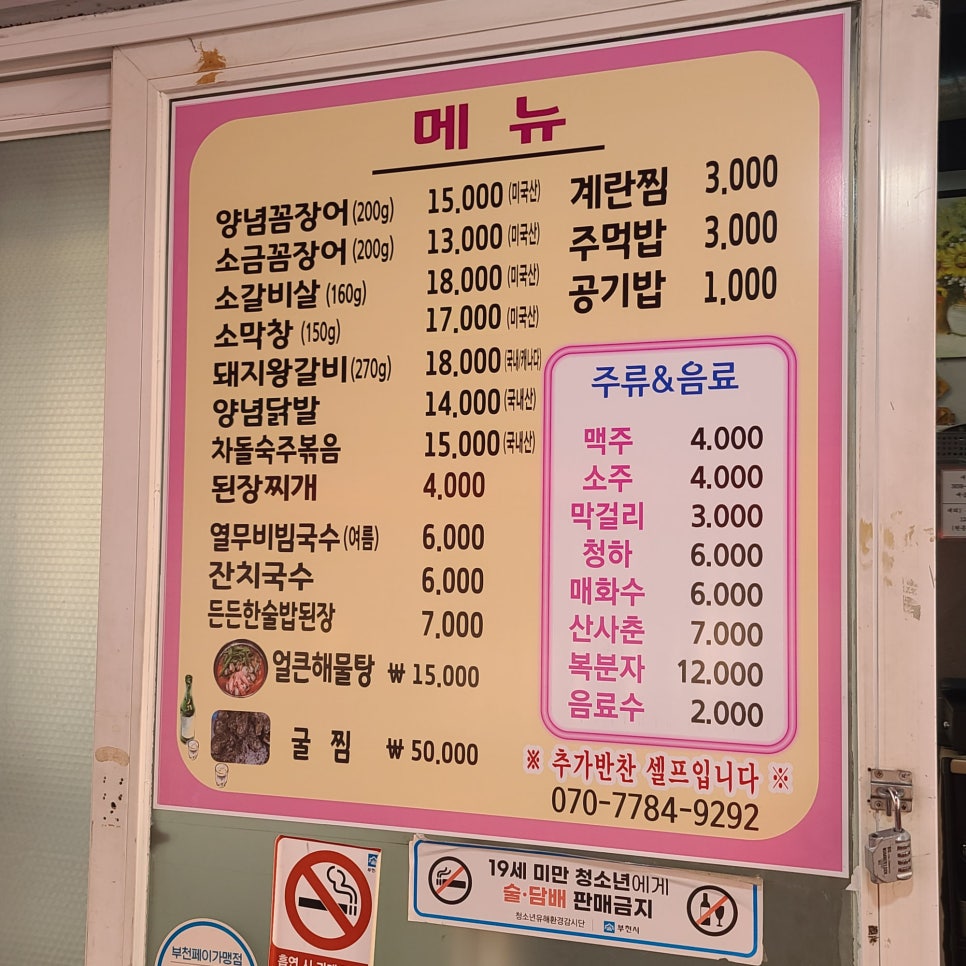 메 뉴
양념꼼장어(200g) 15,000 (미국산)
소금꼼장어(200g) 13,000 (미국산)
소갈비살 (160g) 18,000 (미국산)
소막창 (150g) 17,000 (미국산)
돼지왕갈비(270g) 18,000 (국내/캐나다)
양념닭발 14,000 (국내산)
차돌숙주볶음 15,000 (국내산)
된장찌개 4,000
열무비빔국수(여름) 6,000
잔치국수 6,000
든든한술밥된장 7,000
얼큰해물탕 ₩ 15,000
굴 찜 ₩ 50,000
계란찜 3,000
주먹밥 3,000
공기밥 1,000
주류&음료
맥주 4.000
소주 4.000
막걸리 3.000
청하 6.000
매화수 6.000
산사춘 7.000
복분자 12.000
음료수 2.000
※ 추가반찬 셀프입니다 ※
070-7784-9292
부천
19세 미만 청소년에게
술·담배 판매금지
청소년유해환경감시단 부천시
부천페이가맹점